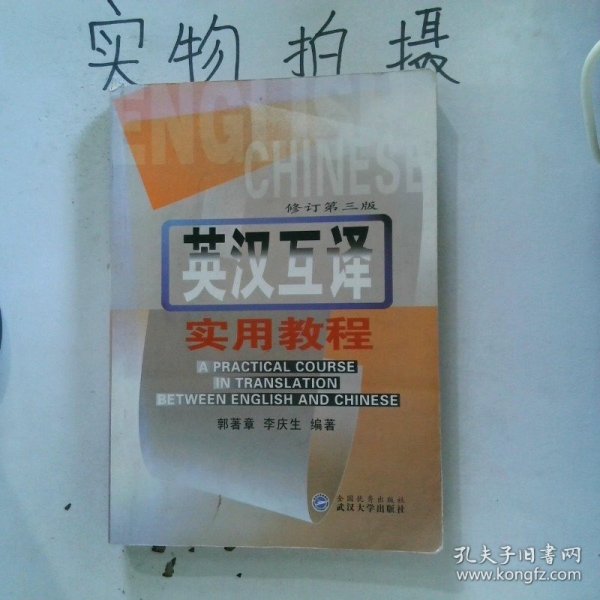 实物拍摄
ENGLISH
CHINESE
修订第三版
英汉互译
实用教程
A PRACTICAL COURSE
IN TRANSLATION
BETWEEN ENGLISH AND CHINESE
郭著章 李庆生 编著
全国优秀出版社
武汉大学出版社
孔夫子旧书网
www.kongfz.com